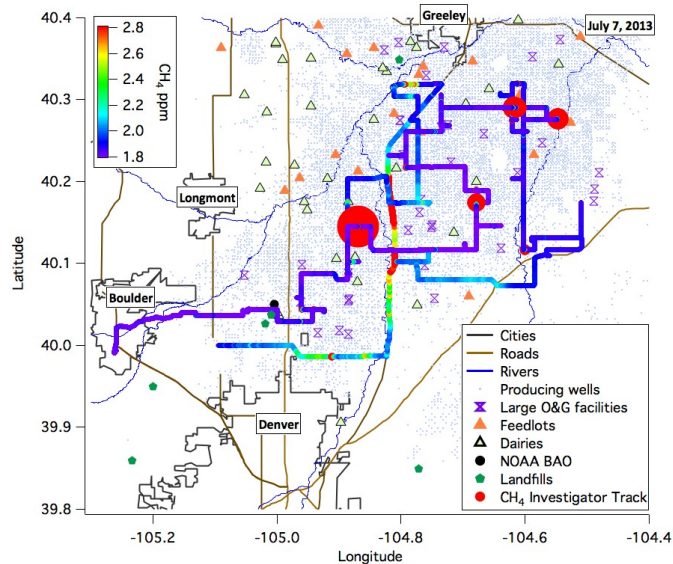 Greeley
July 7, 2013
40.4
40.3
40.2
40.1
40.0
39.9
39.8
Latitude
2.8
2.6
2.4
2.2
2.0
1.8
CH4 ppm
Longmont
Boulder
Denver
Cities
Roads
Rivers
Producing wells
Large O&G facilities
Feedlots
Dairies
NOAA BAO
Landfills
CH4 Investigator Track
-105.2 -105.0 -104.8 -104.6 -104.4
Longitude